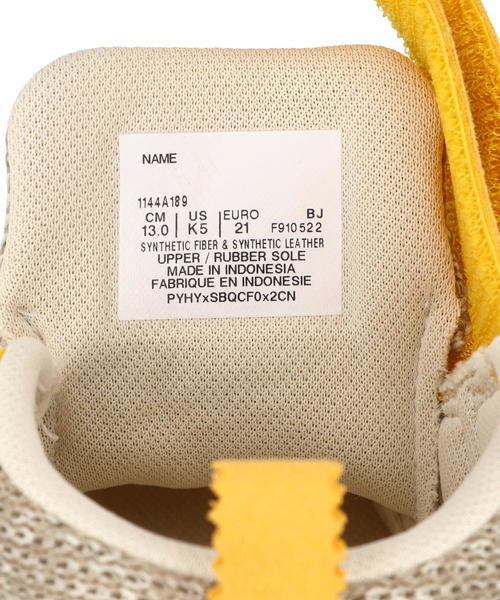 NAME
1144A189
CM US EURO BJ
13.0 K5 21 F910522
SYNTHETIC FIBER & SYNTHETIC LEATHER
UPPER / RUBBER SOLE
MADE IN INDONESIA
FABRIQUE EN INDONESIE
PYHYxSBQCF0x2CN